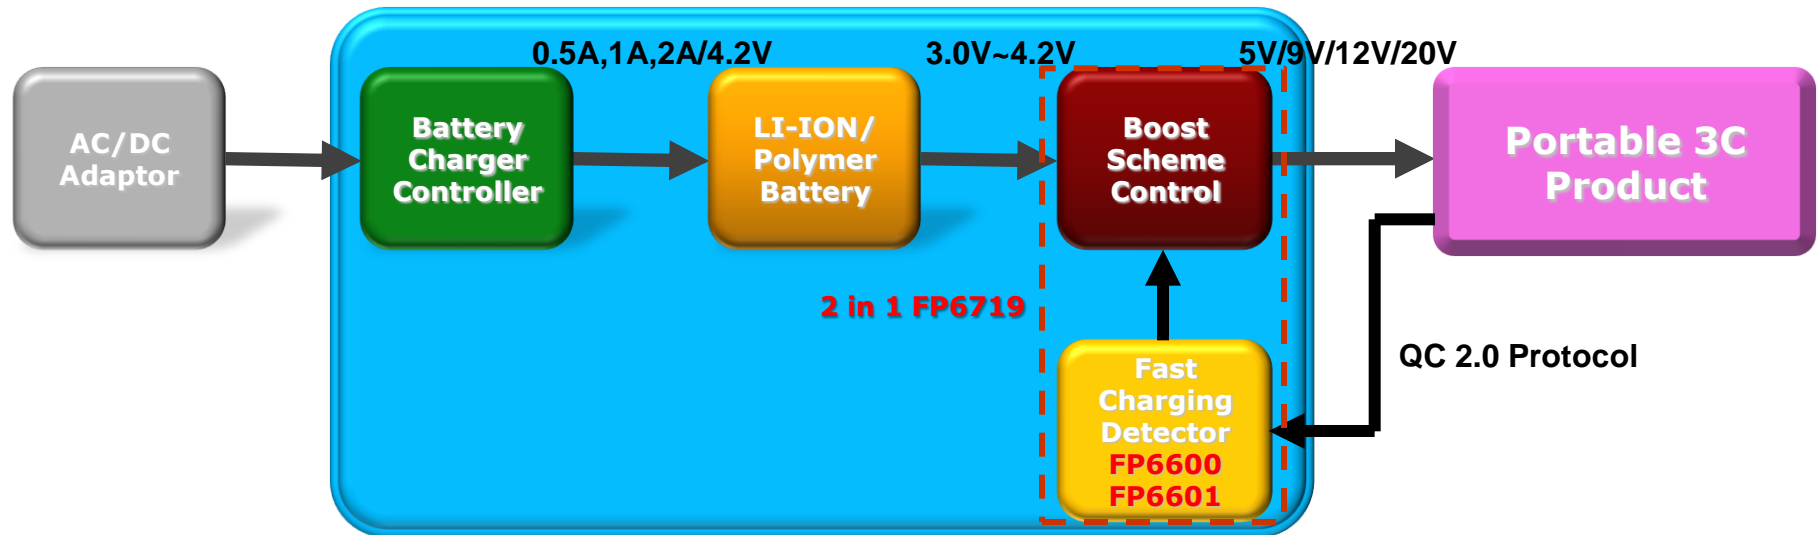 0.5A,1A,2A/4.2V
3.0V~4.2V
5V/9V/12V/20V
AC/DC
Adaptor
Battery
Charger
Controller
LI-ION/
Polymer
Battery
Boost
Scheme
Control
Portable 3C
Product
2 in 1 FP6719
QC 2.0 Protocol
Fast
Charging
Detector
FP6600
FP6601